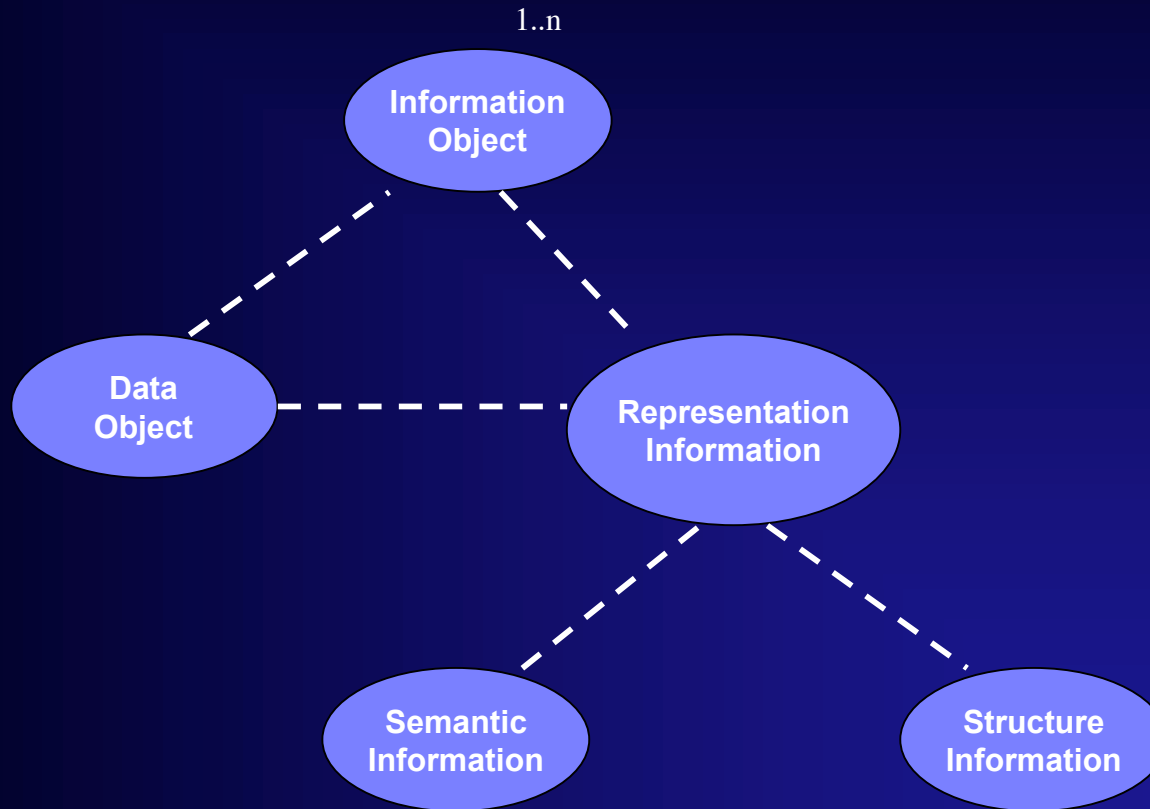 1..n
Information
Object
Data
Object
Representation
Information
Semantic
Information
Structure
Information